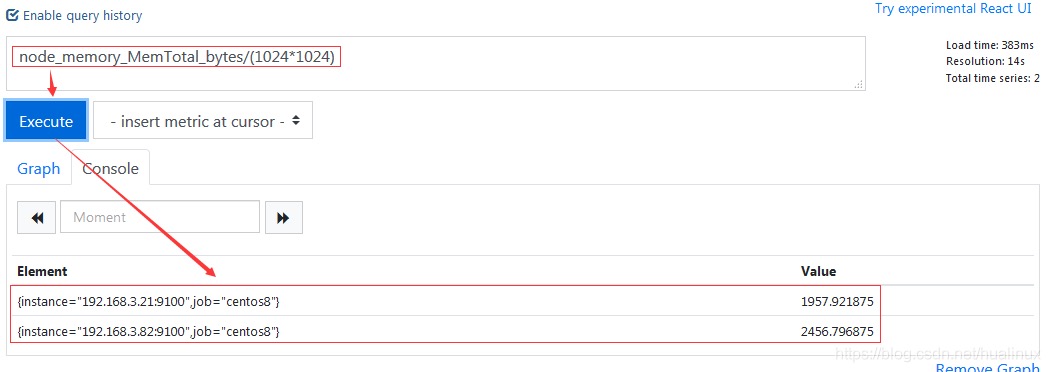 Enable query history
Try experimental React UI
node_memory_MemTotal_bytes/(1024*1024)
Load time: 383ms
Resolution: 14s
Total time series: 2
Execute
- insert metric at cursor -
Graph
Console
Moment
Element
Value
{instance="192.168.3.21:9100",job="centos8"}
1957.921875
{instance="192.168.3.82:9100",job="centos8"}
2456.796875
https://blog.csdn.net/hualinux
Remove Graph